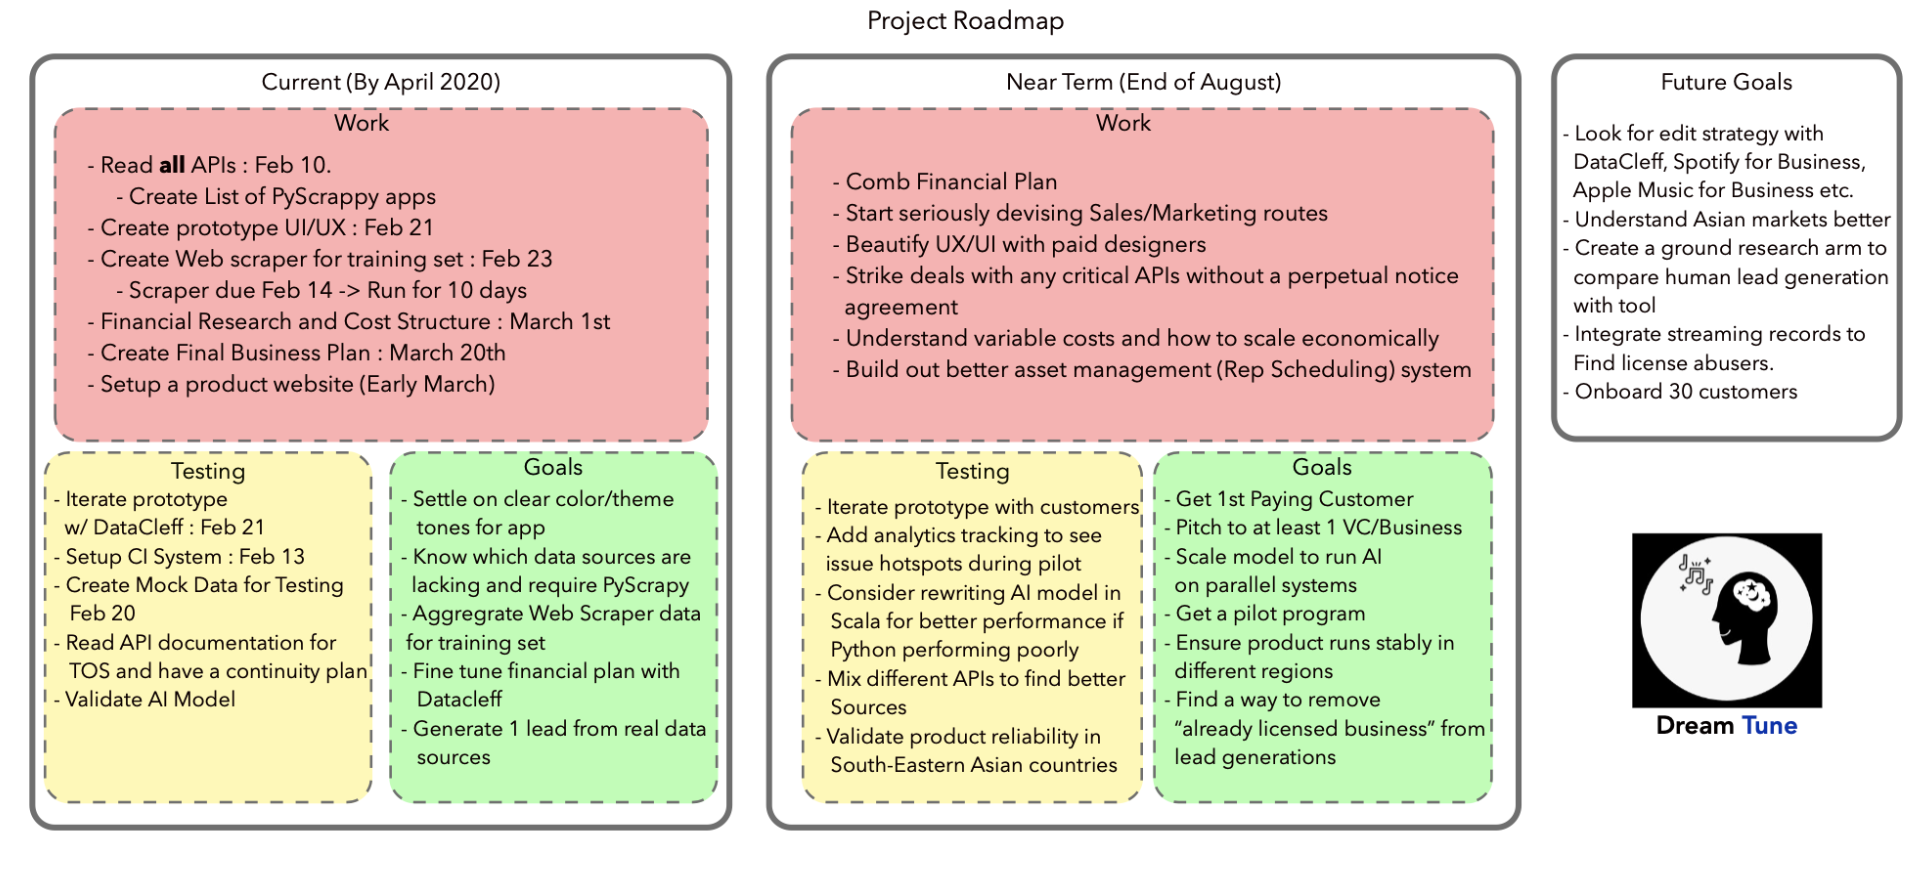 Project Roadmap
Current (By April 2020)
Work
- Read all APIs : Feb 10.
- Create List of PyScrappy apps
- Create prototype UI/UX : Feb 21
- Create Web scraper for training set : Feb 23
- Scraper due Feb 14 -> Run for 10 days
- Financial Research and Cost Structure : March 1st
- Create Final Business Plan : March 20th
- Setup a product website (Early March)
Testing
- Iterate prototype
w/ DataCleff : Feb 21
- Setup CI System : Feb 13
- Create Mock Data for Testing
Feb 20
- Read API documentation for
TOS and have a continuity plan
- Validate AI Model
Goals
- Settle on clear color/theme
tones for app
- Know which data sources are
lacking and require PyScrapy
- Aggregrate Web Scraper data
for training set
- Fine tune financial plan with
Datacleff
- Generate 1 lead from real data
sources
Near Term (End of August)
Work
- Comb Financial Plan
- Start seriously devising Sales/Marketing routes
- Beautify UX/UI with paid designers
- Strike deals with any critical APIs without a perpetual notice
agreement
- Understand variable costs and how to scale economically
- Build out better asset management (Rep Scheduling) system
Testing
- Iterate prototype with customers
- Add analytics tracking to see
issue hotspots during pilot
- Consider rewriting AI model in
Scala for better performance if
Python performing poorly
- Mix different APIs to find better
Sources
- Validate product reliability in
South-Eastern Asian countries
Goals
- Get 1st Paying Customer
- Pitch to at least 1 VC/Business
- Scale model to run AI
on parallel systems
- Get a pilot program
- Ensure product runs stably in
different regions
- Find a way to remove
“already licensed business” from
lead generations
Future Goals
- Look for edit strategy with
DataCleff, Spotify for Business,
Apple Music for Business etc.
- Understand Asian markets better
- Create a ground research arm to
compare human lead generation
with tool
- Integrate streaming records to
Find license abusers.
- Onboard 30 customers
Dream Tune